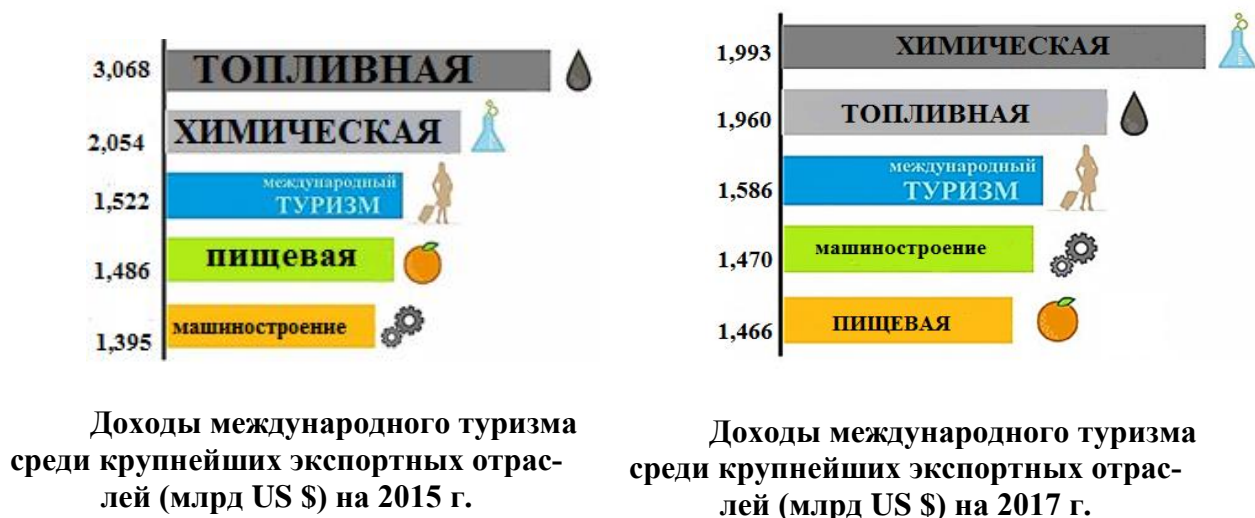 3,068
ТОПЛИВНАЯ
2,054
ХИМИЧЕСКАЯ
1,522
международный
ТУРИЗМ
1,486
пищевая
1,395
машиностроение
Доходы международного туризма
среди крупнейших экспортных отрас-
лей (млрд US $) на 2015 г.
1,993
ХИМИЧЕСКАЯ
1,960
ТОПЛИВНАЯ
1,586
международный
ТУРИЗМ
1,470
машиностроение
1,466
ПИЩЕВАЯ
Доходы международного туризма
среди крупнейших экспортных отрас-
лей (млрд US $) на 2017 г.